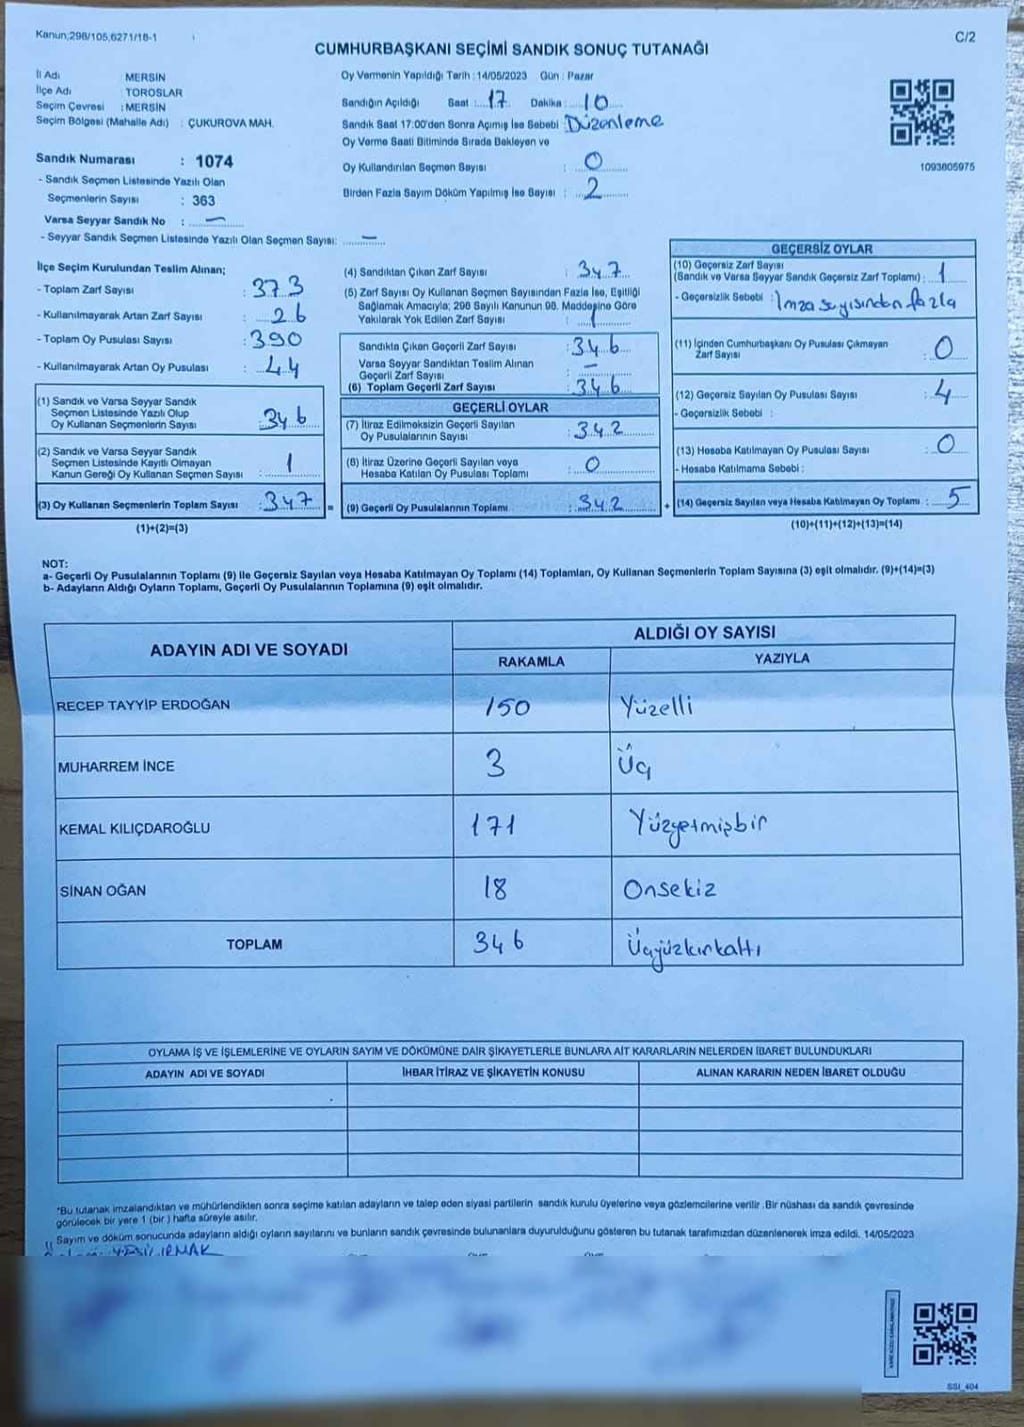 Kanun;298/105,6271/18-1
C/2
CUMHURBAŞKANI SEÇİMİ SANDIK SONUÇ TUTANAĞI
İl Adı MERSİN
İlçe Adı : TOROSLAR
Seçim Çevresi : MERSİN
Seçim Bölgesi (Mahalle Adı) : ÇUKUROVA MAH.
Oy Vermenin Yapıldığı Tarih : 14/05/2023 Gün : Pazar
Sandığın Açıldığı Saat : 17 Dakika : 10
Sandık Saat 17:00'den Sonra Açımış İse Sebebi : Düzenleme
Oy Verme Saati Bitiminde Sırada Bekleyen ve
Oy Kullandırılan Seçmen Sayısı : 0
Birden Fazla Sayım Döküm Yapılmış İse Sayısı : 2
1093805975
Sandık Numarası : 1074
- Sandık Seçmen Listesinde Yazılı Olan
Seçmenlerin Sayısı : 363
Varsa Seyyar Sandık No : —
- Seyyar Sandık Seçmen Listesinde Yazılı Olan Seçmen Sayısı: —
İlçe Seçim Kurulundan Teslim Alınan;
- Toplam Zarf Sayısı : 373
- Kullanılmayarak Artan Zarf Sayısı : 26
- Toplam Oy Pusulası Sayısı : 390
- Kullanılmayarak Artan Oy Pusulası : 44
(1) Sandık ve Varsa Seyyar Sandık
Seçmen Listesinde Yazılı Olup
Oy Kullanan Seçmenlerin Sayısı : 346
(2) Sandık ve Varsa Seyyar Sandık
Seçmen Listesinde Kayıtlı Olmayan
Kanun Gereği Oy Kullanan Seçmen Sayısı : 1
(3) Oy Kullanan Seçmenlerin Toplam Sayısı : 347
(1)+(2)=(3)
(4) Sandıktan Çıkan Zarf Sayısı : 347
(5) Zarf Sayısı Oy Kullanan Seçmen Sayısından Fazla İse, Eşitliği
Sağlamak Amacıyla; 298 Sayılı Kanunun 98. Maddesine Göre
Yakılarak Yok Edilen Zarf Sayısı : 1
Sandıkta Çıkan Geçerli Zarf Sayısı : 346
Varsa Seyyar Sandıktan Teslim Alınan
Geçerli Zarf Sayısı : —
(6) Toplam Geçerli Zarf Sayısı : 346
GEÇERLİ OYLAR
(7) İtiraz Edilmeksizin Geçerli Sayılan
Oy Pusulalarının Sayısı : 342
(8) İtiraz Üzerine Geçerli Sayılan veya
Hesaba Katılan Oy Pusulası Toplamı : 0
= (9) Geçerli Oy Pusulalarının Toplamı : 342
GEÇERSİZ OYLAR
(10) Geçersiz Zarf Sayısı
(Sandık ve Varsa Seyyar Sandık Geçersiz Zarf Toplamı) : 1
- Geçersizlik Sebebi : İmza sayısından fazla
(11) İçinden Cumhurbaşkanı Oy Pusulası Çıkmayan
Zarf Sayısı : 0
(12) Geçersiz Sayılan Oy Pusulası Sayısı : 4
- Geçersizlik Sebebi :
(13) Hesaba Katılmayan Oy Pusulası Sayısı : 0
- Hesaba Katılmama Sebebi :
+ (14) Geçersiz Sayılan veya Hesaba Katılmayan Oy Toplamı : 5
(10)+(11)+(12)+(13)=(14)
NOT:
a- Geçerli Oy Pusulalarının Toplamı (9) ile Geçersiz Sayılan veya Hesaba Katılmayan Oy Toplamı (14) Toplamları, Oy Kullanan Seçmenlerin Toplam Sayısına (3) eşit olmalıdır. (9)+(14)=(3)
b- Adayların Aldığı Oyların Toplamı, Geçerli Oy Pusulalarının Toplamına (9) eşit olmalıdır.
ADAYIN ADI VE SOYADI ALDIĞI OY SAYISI
RAKAMLA YAZIYLA
RECEP TAYYİP ERDOĞAN 150 Yüzelli
MUHARREM İNCE 3 Üç
KEMAL KILIÇDAROĞLU 171 Yüzyetmişbir
SİNAN OĞAN 18 Onsekiz
TOPLAM 346 Üçyüzkırkaltı
OYLAMA İŞ VE İŞLEMLERİNE VE OYLARIN SAYIM VE DÖKÜMÜNE DAİR ŞİKAYETLERLE BUNLARA AİT KARARLARIN NELERDEN İBARET BULUNDUKLARI
ADAYIN ADI VE SOYADI İHBAR İTİRAZ VE ŞİKAYETİN KONUSU ALINAN KARARIN NEDEN İBARET OLDUĞU
*Bu tutanak imzalandıktan ve mühürlendikten sonra seçime katılan adayların ve talep eden siyasi partilerin sandık kurulu üyelerine veya gözlemcilerine verilir .Bir nüshası da sandık çevresinde
görülecek bir yere 1 (bir ) hafta süreyle asılır.
Sayım ve döküm sonucunda adayların aldığı oyların sayılarını ve bunların sandık çevresinde bulunanlara duyurulduğunu gösteren bu tutanak tarafımızdan düzenlenerek imza edildi. 14/05/2023
YEŞİLIRMAK
SSI_404